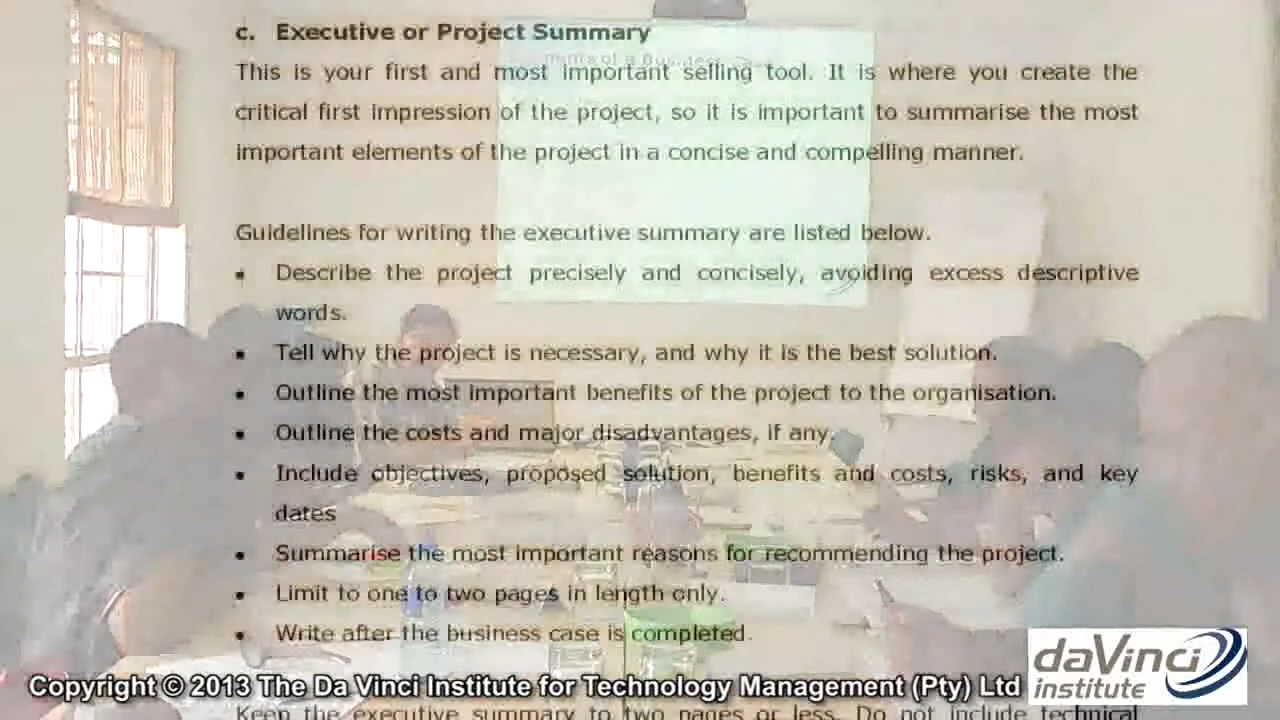 c. Executive or Project Summary
This is your first and most important selling tool. It is where you create the
critical first impression of the project, so it is important to summarise the most
important elements of the project in a concise and compelling manner.
Guidelines for writing the executive summary are listed below.
▪ Describe the project precisely and concisely, avoiding excess descriptive
words.
▪ Tell why the project is necessary, and why it is the best solution.
▪ Outline the most important benefits of the project to the organisation.
▪ Outline the costs and major disadvantages, if any.
▪ Include objectives, proposed solution, benefits and costs, risks, and key
dates
▪ Summarise the most important reasons for recommending the project.
▪ Limit to one to two pages in length only.
▪ Write after the business case is completed.
Copyright © 2013 The Da Vinci Institute for Technology Management (Pty) Ltd
daVinci
institute
Keep the executive summary to two pages or less. Do not include technical